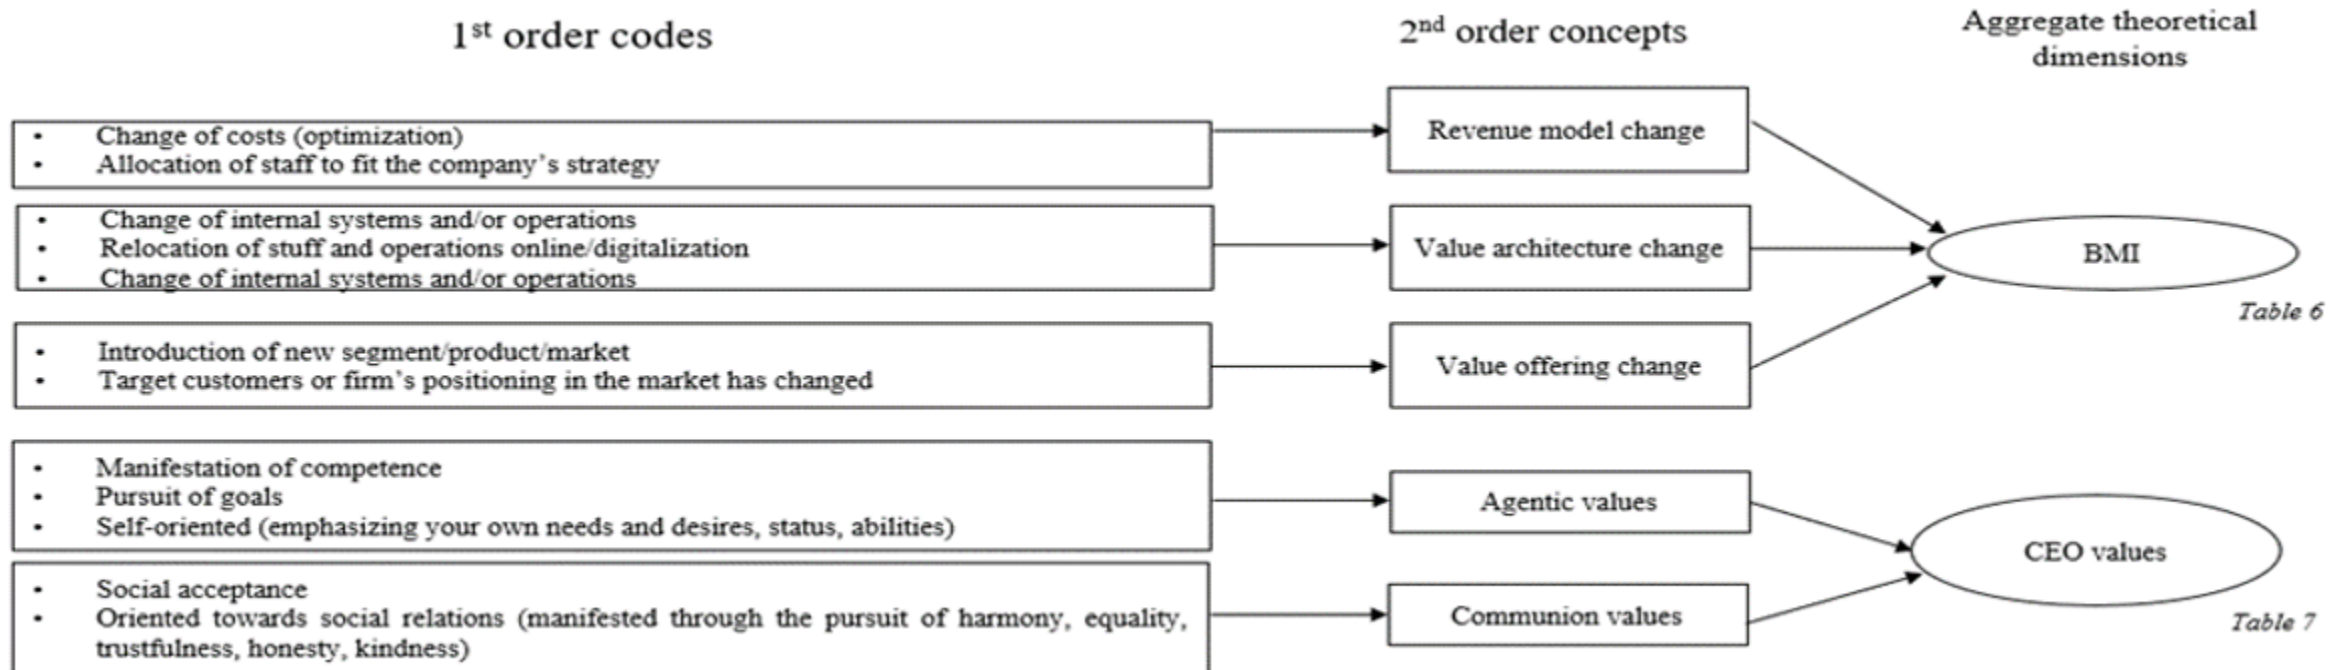 1st order codes
2nd order concepts
Aggregate theoretical
dimensions
• Change of costs (optimization)
• Allocation of staff to fit the company's strategy
Revenue model change
• Change of internal systems and/or operations
• Relocation of stuff and operations online/digitalization
• Change of internal systems and/or operations
Value architecture change
BMI
Table 6
• Introduction of new segment/product/market
• Target customers or firm's positioning in the market has changed
Value offering change
• Manifestation of competence
• Pursuit of goals
• Self-oriented (emphasizing your own needs and desires, status, abilities)
Agentic values
CEO values
• Social acceptance
• Oriented towards social relations (manifested through the pursuit of harmony, equality,
trustfulness, honesty, kindness)
Communion values
Table 7